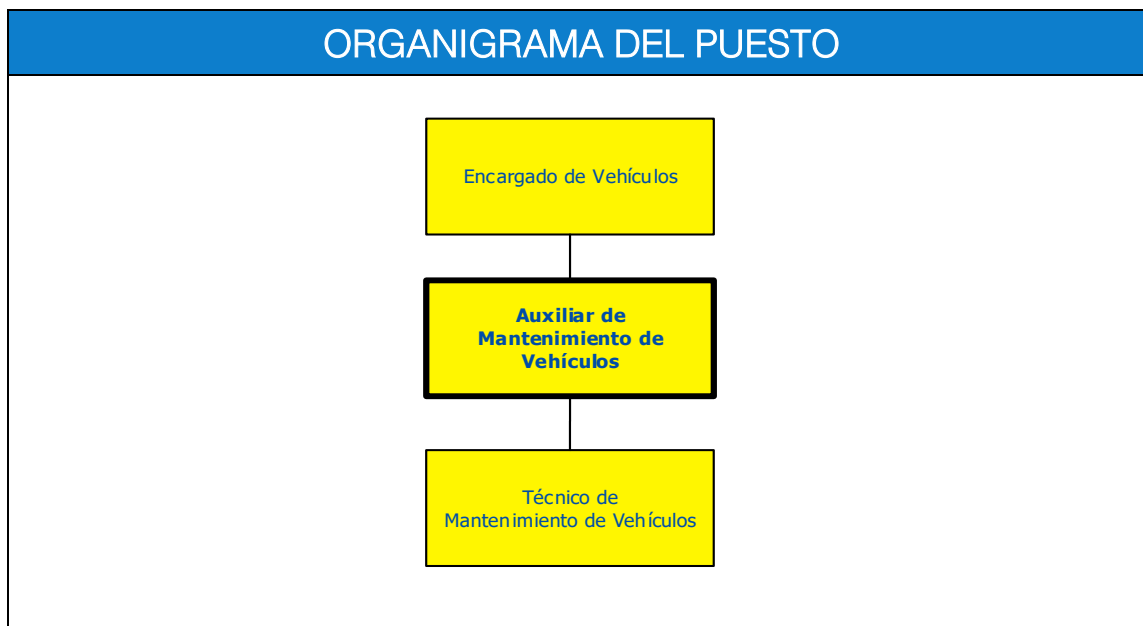 ORGANIGRAMA DEL PUESTO
Encargado de Vehículos
Auxiliar de
Mantenimiento de
Vehículos
Técnico de
Mantenimiento de Vehículos